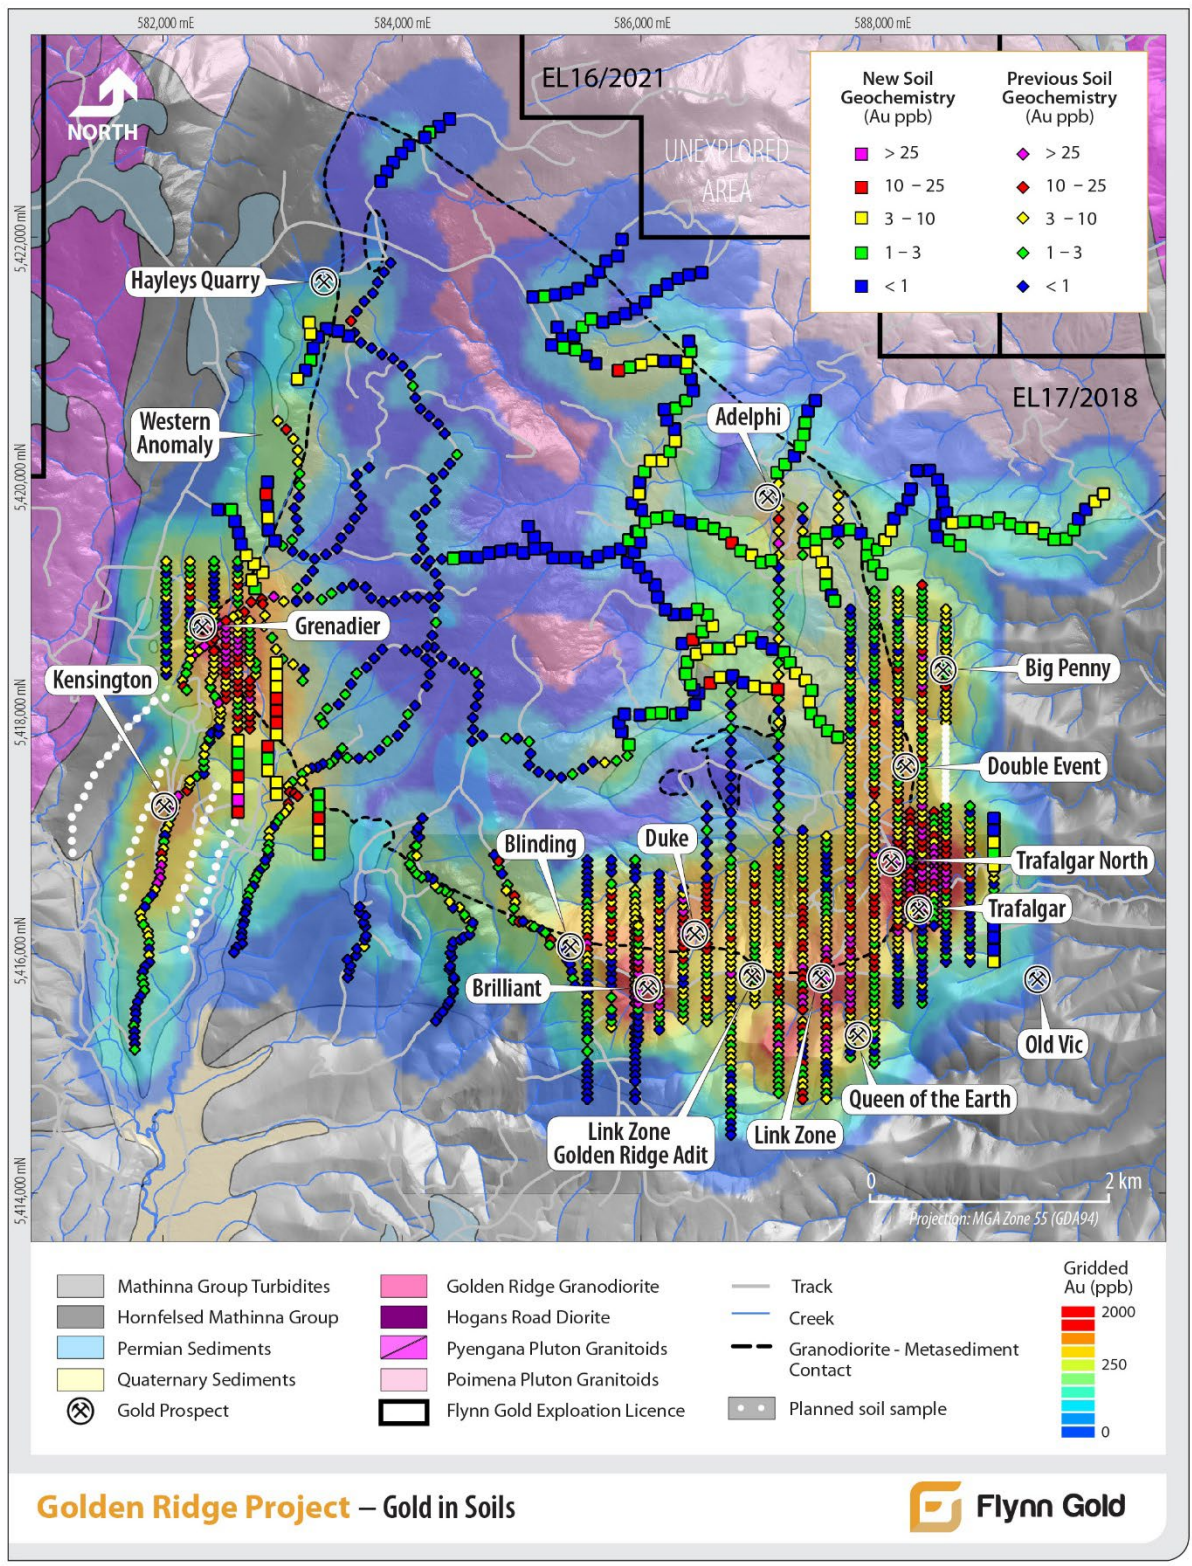 582,000 mE
584,000 mE
586,000 mE
588,000 mE
5,422,000 mN
5,420,000 mN
5,418,000 mN
5,416,000 mN
5,414,000 mN
NORTH
EL16/2021
UNEXPLORED
AREA
New Soil
Geochemistry
(Au ppb)
> 25
10 – 25
3 – 10
1 – 3
< 1
Previous Soil
Geochemistry
(Au ppb)
> 25
10 – 25
3 – 10
1 – 3
< 1
EL17/2018
Hayleys Quarry
Western
Anomaly
Adelphi
Grenadier
Kensington
Big Penny
Double Event
Blinding
Duke
Trafalgar North
Trafalgar
Brilliant
Old Vic
Queen of the Earth
Link Zone
Golden Ridge Adit
Link Zone
0
2 km
Projection: MGA Zone 55 (GDA94)
Mathinna Group Turbidites
Hornfelsed Mathinna Group
Permian Sediments
Quaternary Sediments
Gold Prospect
Golden Ridge Granodiorite
Hogans Road Diorite
Pyengana Pluton Granitoids
Poimena Pluton Granitoids
Flynn Gold Exploation Licence
Track
Creek
Granodiorite - Metasediment
Contact
Planned soil sample
Gridded
Au (ppb)
2000
250
0
Golden Ridge Project – Gold in Soils
Flynn Gold